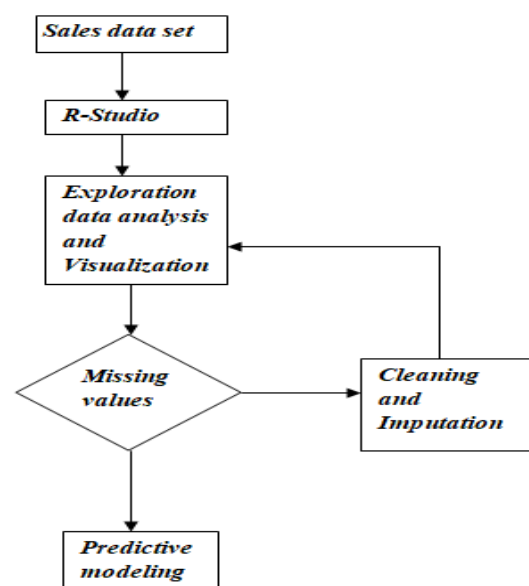 Sales data set
R-Studio
Exploration
data analysis
and
Visualization
Missing
values
Cleaning
and
Imputation
Predictive
modeling